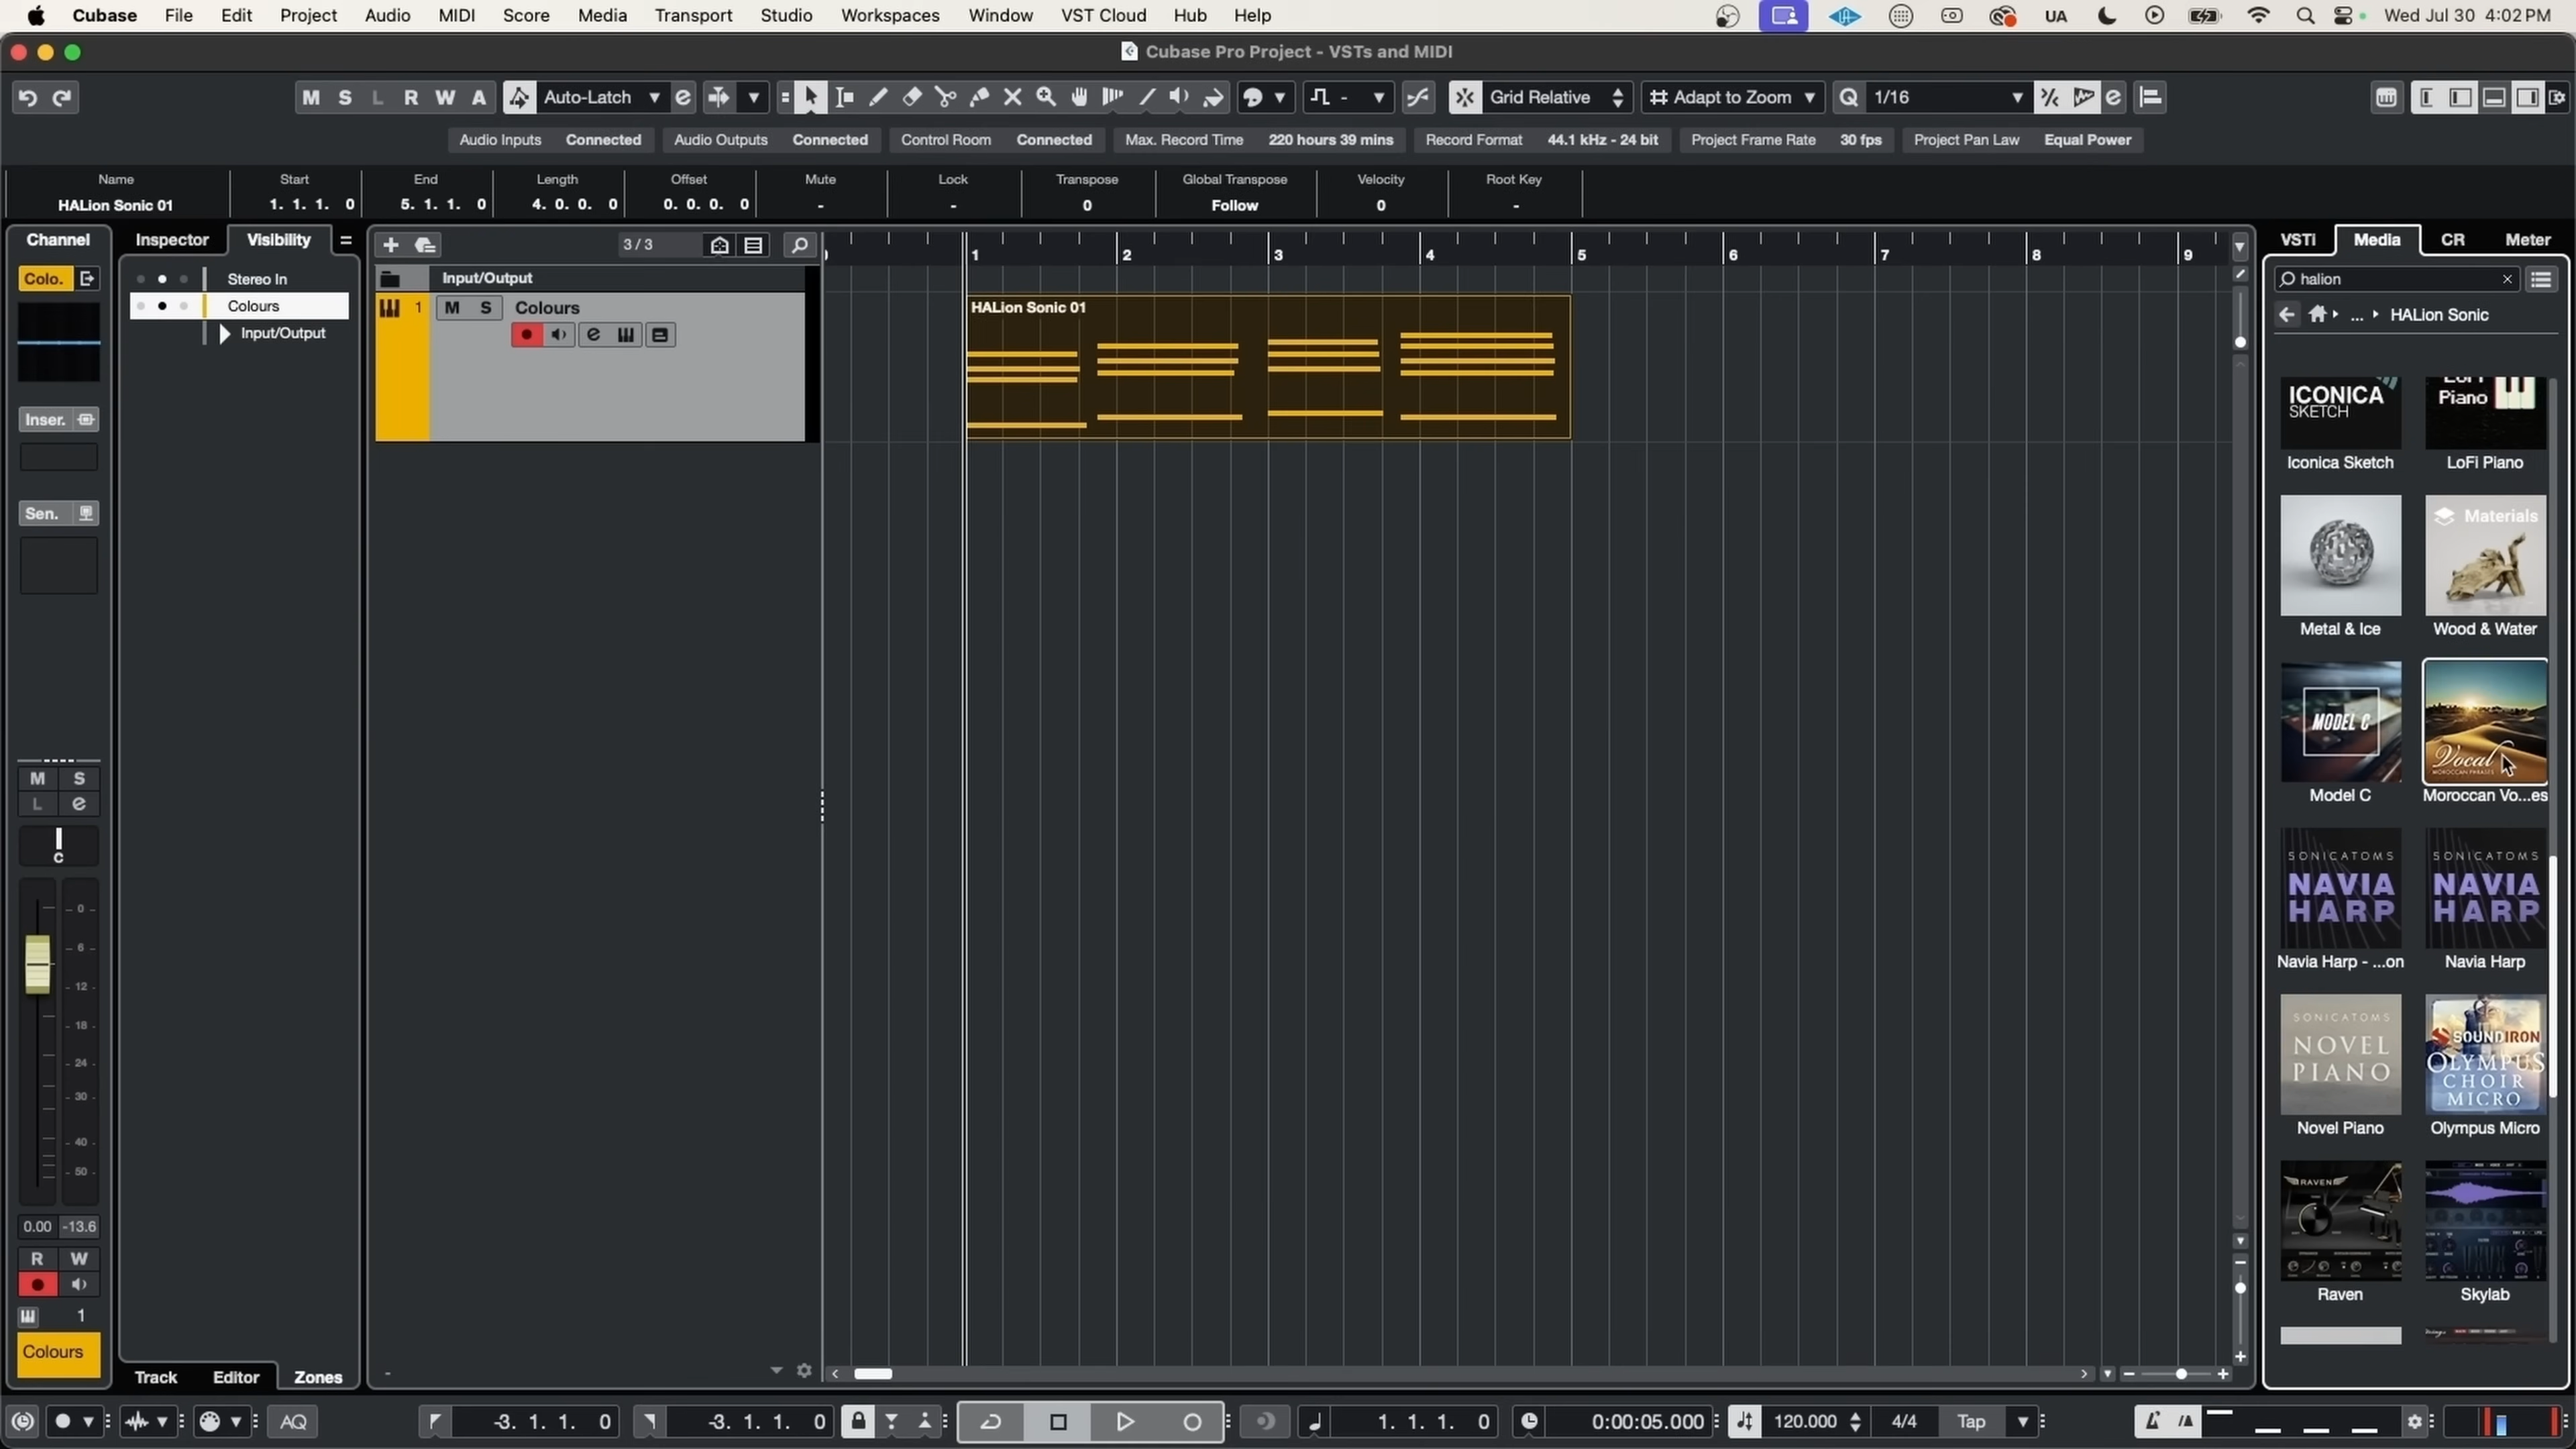 Cubase File Edit Project Audio MIDI Score Media Transport Studio Workspaces Window VST Cloud Hub Help UA Wed Jul 30 4:02 PM
Cubase Pro Project - VSTs and MIDI
M S L R W A Auto-Latch Grid Relative Adapt to Zoom 1/16
Audio Inputs Connected Audio Outputs Connected Control Room Connected Max. Record Time 220 hours 39 mins Record Format 44.1 kHz - 24 bit Project Frame Rate 30 fps Project Pan Law Equal Power
Name Start End Length Offset Mute Lock Transpose Global Transpose Velocity Root Key
HALion Sonic 01 1. 1. 1. 0 5. 1. 1. 0 4. 0. 0. 0 0. 0. 0. 0 - - 0 Follow 0 -
Channel Inspector Visibility 3 / 3 1 2 3 4 5 6 7 8 9 VSTi Media CR Meter
Colo. Stereo In Input/Output halion
Colours 1 M S Colours HALion Sonic 01
Input/Output ... HALion Sonic
Inser.
Sen.
ICONICA
SKETCH
Piano
Iconica Sketch LoFi Piano
Materials
Metal & Ice Wood & Water
MODEL C
Vocal
MOROCCAN PHRASES
Model C Moroccan Vo...es
SONICATOMS SONICATOMS
NAVIA NAVIA
HARP HARP
Navia Harp - ...on Navia Harp
SONICATOMS
NOVEL
PIANO
SOUNDIRON
OLYMPUS
CHOIR
MICRO
Novel Piano Olympus Micro
RAVEN
Raven Skylab
M S
L e
C
0
6
12
18
24
30
40
50
0.00 -13.6
R W
1
Colours
Track Editor Zones
AQ -3. 1. 1. 0 -3. 1. 1. 0 1. 1. 1. 0 0:00:05.000 120.000 4/4 Tap